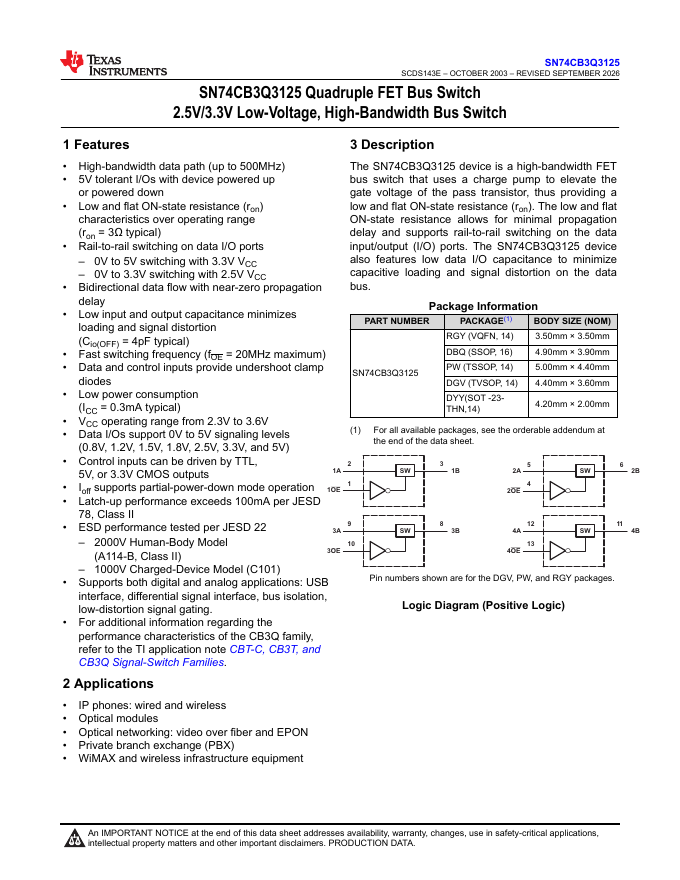 TEXAS
INSTRUMENTS
SN74CB3Q3125
SCDS143E – OCTOBER 2003 – REVISED SEPTEMBER 2026
SN74CB3Q3125 Quadruple FET Bus Switch
2.5V/3.3V Low-Voltage, High-Bandwidth Bus Switch
1 Features
• High-bandwidth data path (up to 500MHz)
• 5V tolerant I/Os with device powered up
or powered down
• Low and flat ON-state resistance (ron)
characteristics over operating range
(ron = 3Ω typical)
• Rail-to-rail switching on data I/O ports
– 0V to 5V switching with 3.3V VCC
– 0V to 3.3V switching with 2.5V VCC
• Bidirectional data flow with near-zero propagation
delay
• Low input and output capacitance minimizes
loading and signal distortion
(Cio(OFF) = 4pF typical)
• Fast switching frequency (fO̅E̅ = 20MHz maximum)
• Data and control inputs provide undershoot clamp
diodes
• Low power consumption
(ICC = 0.3mA typical)
• VCC operating range from 2.3V to 3.6V
• Data I/Os support 0V to 5V signaling levels
(0.8V, 1.2V, 1.5V, 1.8V, 2.5V, 3.3V, and 5V)
• Control inputs can be driven by TTL,
5V, or 3.3V CMOS outputs
• Ioff supports partial-power-down mode operation
• Latch-up performance exceeds 100mA per JESD
78, Class II
• ESD performance tested per JESD 22
– 2000V Human-Body Model
(A114-B, Class II)
– 1000V Charged-Device Model (C101)
• Supports both digital and analog applications: USB
interface, differential signal interface, bus isolation,
low-distortion signal gating.
• For additional information regarding the
performance characteristics of the CB3Q family,
refer to the TI application note CBT-C, CB3T, and
CB3Q Signal-Switch Families.
2 Applications
• IP phones: wired and wireless
• Optical modules
• Optical networking: video over fiber and EPON
• Private branch exchange (PBX)
• WiMAX and wireless infrastructure equipment
3 Description
The SN74CB3Q3125 device is a high-bandwidth FET
bus switch that uses a charge pump to elevate the
gate voltage of the pass transistor, thus providing a
low and flat ON-state resistance (ron). The low and flat
ON-state resistance allows for minimal propagation
delay and supports rail-to-rail switching on the data
input/output (I/O) ports. The SN74CB3Q3125 device
also features low data I/O capacitance to minimize
capacitive loading and signal distortion on the data
bus.
Package Information
PART NUMBER PACKAGE(1) BODY SIZE (NOM)
SN74CB3Q3125
RGY (VQFN, 14) 3.50mm × 3.50mm
DBQ (SSOP, 16) 4.90mm × 3.90mm
PW (TSSOP, 14) 5.00mm × 4.40mm
DGV (TVSOP, 14) 4.40mm × 3.60mm
DYY(SOT -23-
THN,14) 4.20mm × 2.00mm
(1) For all available packages, see the orderable addendum at
the end of the data sheet.
1A 2 SW 3 1B
1O̅E̅ 1
2A 5 SW 6 2B
2O̅E̅ 4
3A 9 SW 8 3B
3O̅E̅ 10
4A 12 SW 11 4B
4O̅E̅ 13
Pin numbers shown are for the DGV, PW, and RGY packages.
Logic Diagram (Positive Logic)
An IMPORTANT NOTICE at the end of this data sheet addresses availability, warranty, changes, use in safety-critical applications,
intellectual property matters and other important disclaimers. PRODUCTION DATA.